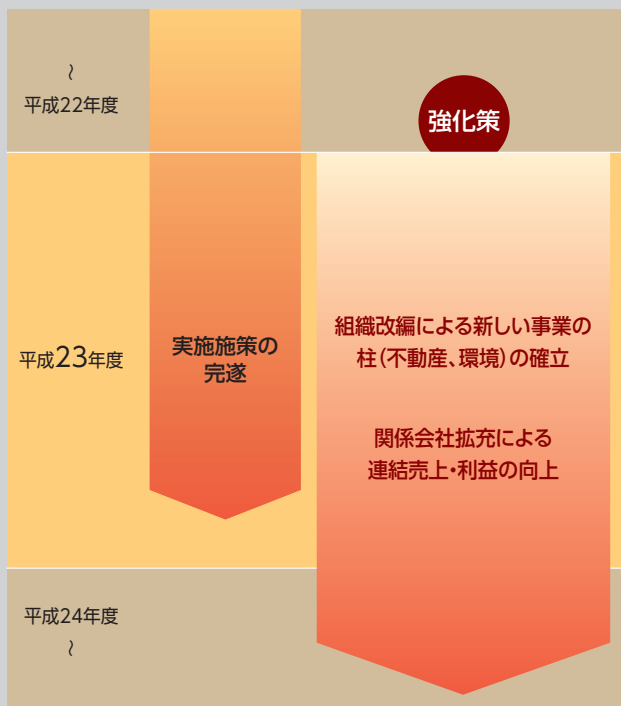 ～
平成22年度
強化策
平成23年度
実施施策の
完遂
組織改編による新しい事業の
柱（不動産、環境）の確立
関係会社拡充による
連結売上・利益の向上
平成24年度
～